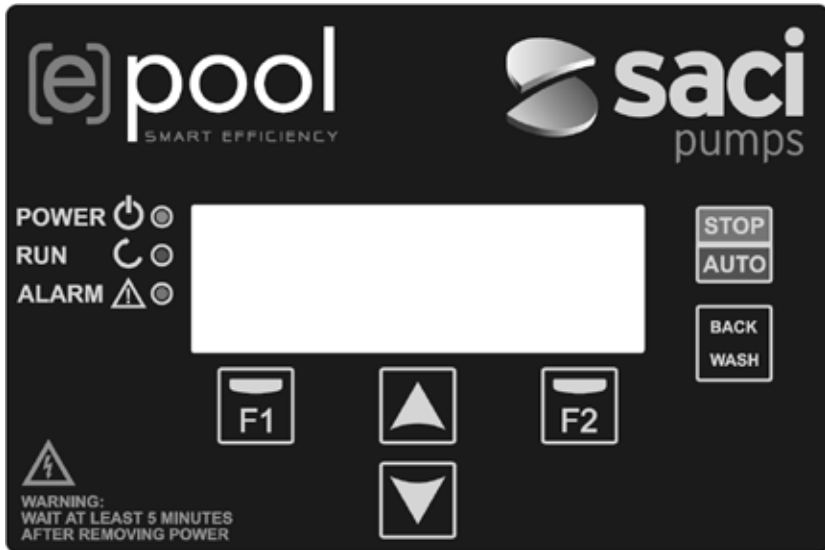 [e]pool
SMART EFFICIENCY
saci
pumps
POWER
RUN
ALARM
STOP
AUTO
BACK
WASH
F1
F2
WARNING:
WAIT AT LEAST 5 MINUTES
AFTER REMOVING POWER